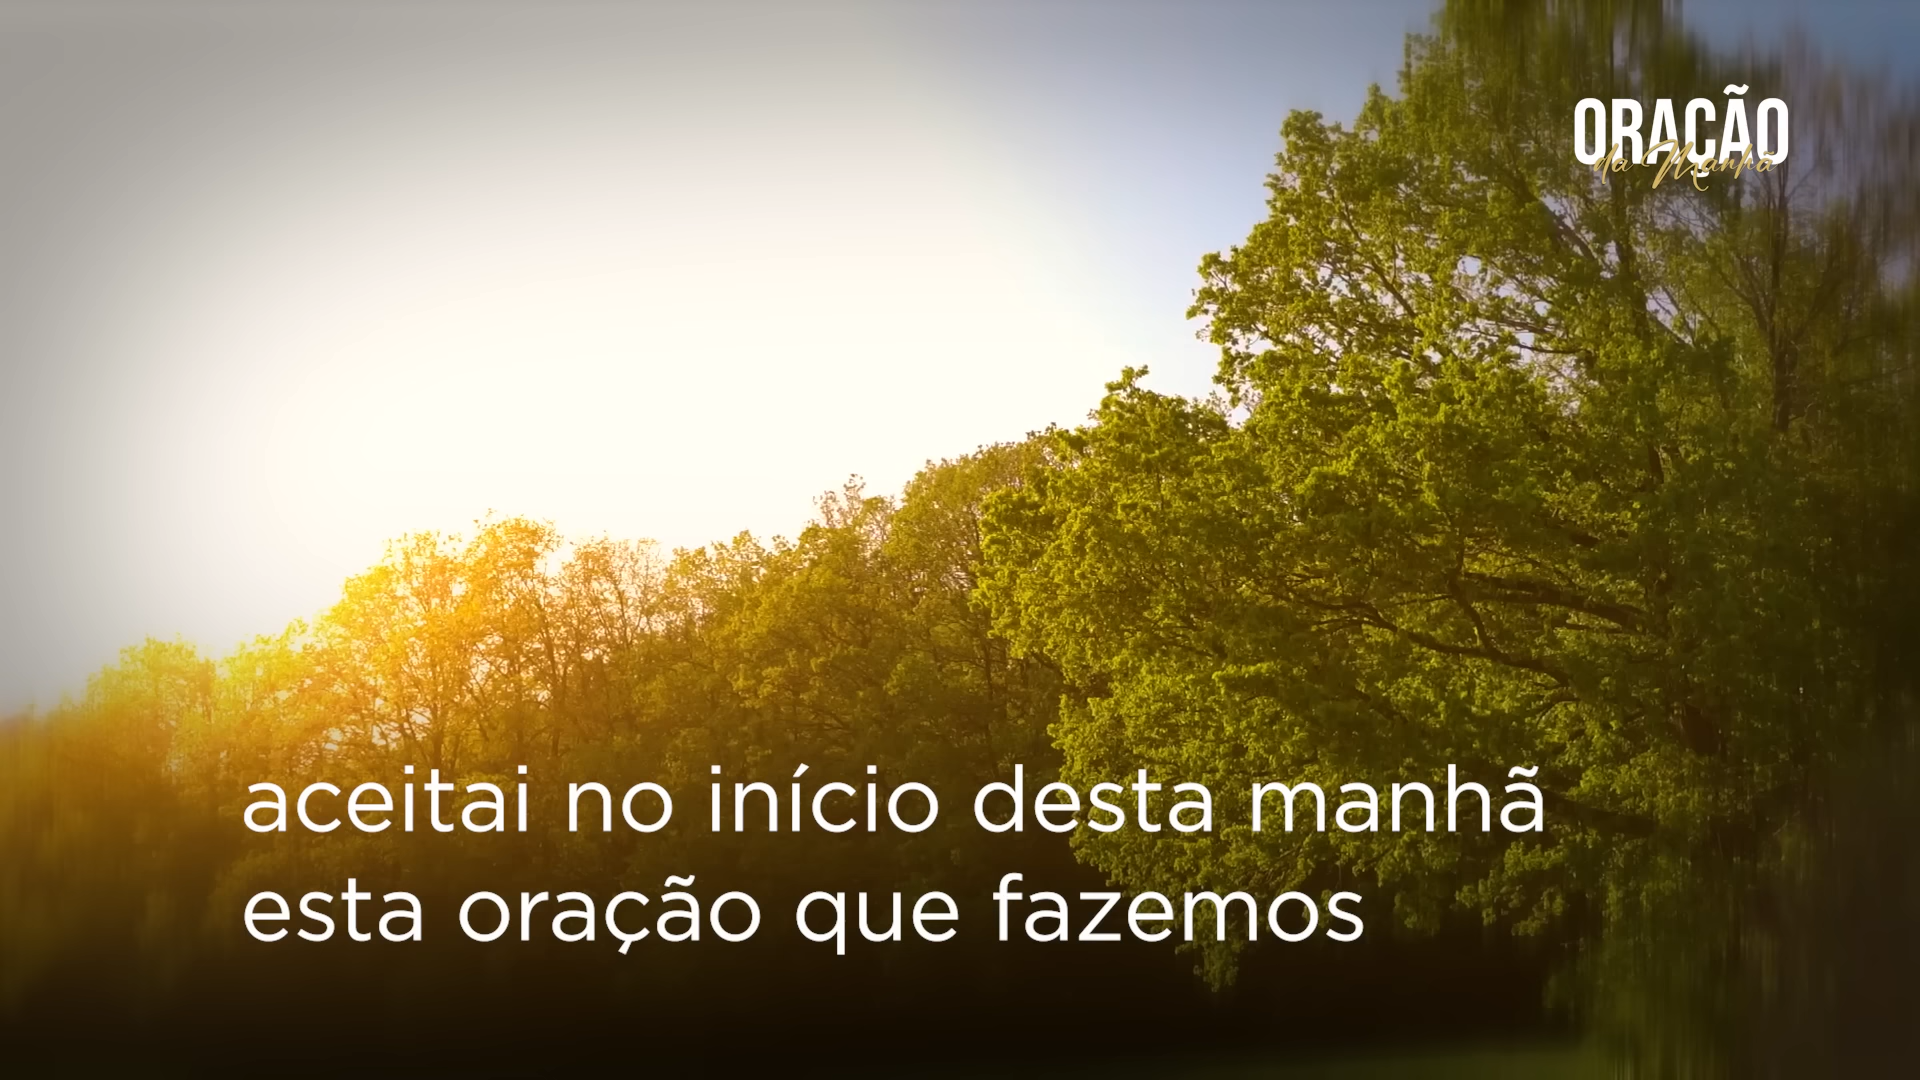 ORAÇÃO
da Manhã
aceitai no início desta manhã
esta oração que fazemos